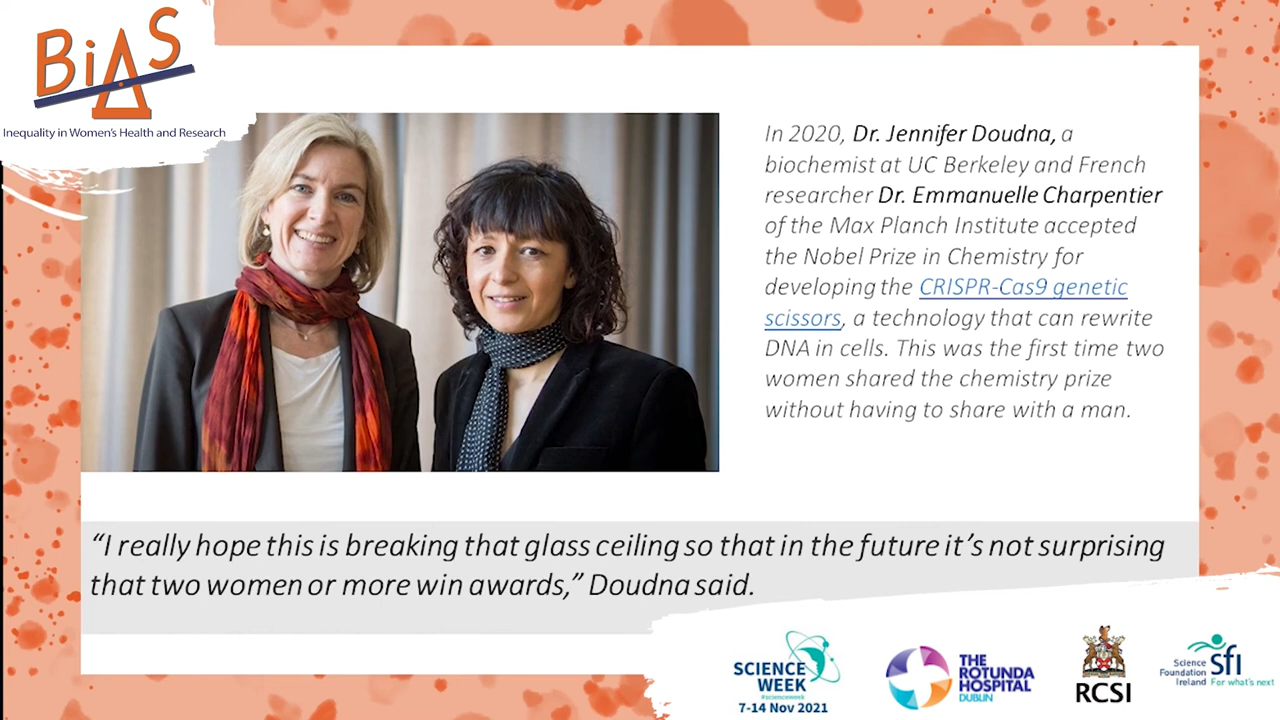 BiAS
Inequality in Women's Health and Research
In 2020, Dr. Jennifer Doudna, a
biochemist at UC Berkeley and French
researcher Dr. Emmanuelle Charpentier
of the Max Planch Institute accepted
the Nobel Prize in Chemistry for
developing the CRISPR-Cas9 genetic
scissors, a technology that can rewrite
DNA in cells. This was the first time two
women shared the chemistry prize
without having to share with a man.
“I really hope this is breaking that glass ceiling so that in the future it’s not surprising
that two women or more win awards,” Doudna said.
SCIENCE
WEEK
#scienceweek
7-14 Nov 2021
THE
ROTUNDA
HOSPITAL
DUBLIN
RCSI
Science
Foundation
Ireland
sfi
For what's next